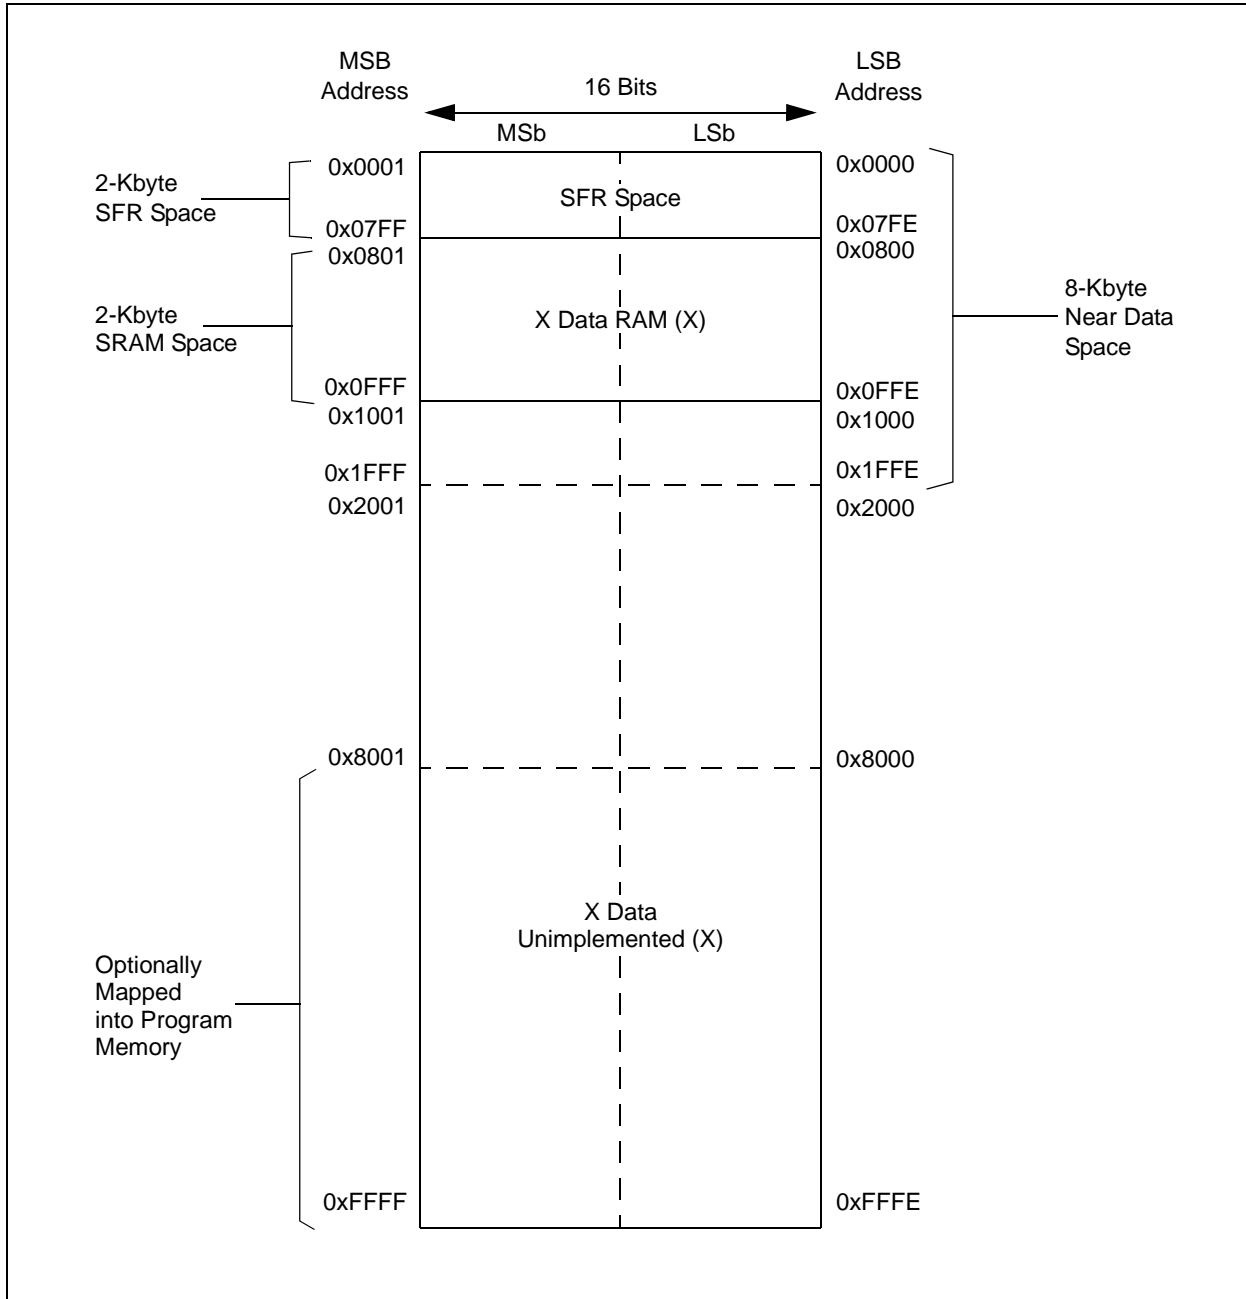 MSB
Address
16 Bits
LSB
Address
MSb
LSb
0x0001
0x0000
2-Kbyte
SFR Space
SFR Space
0x07FF
0x07FE
0x0801
0x0800
2-Kbyte
SRAM Space
X Data RAM (X)
8-Kbyte
Near Data
Space
0x0FFF
0x0FFE
0x1001
0x1000
0x1FFF
0x1FFE
0x2001
0x2000
0x8001
0x8000
X Data
Unimplemented (X)
Optionally
Mapped
into Program
Memory
0xFFFF
0xFFFE